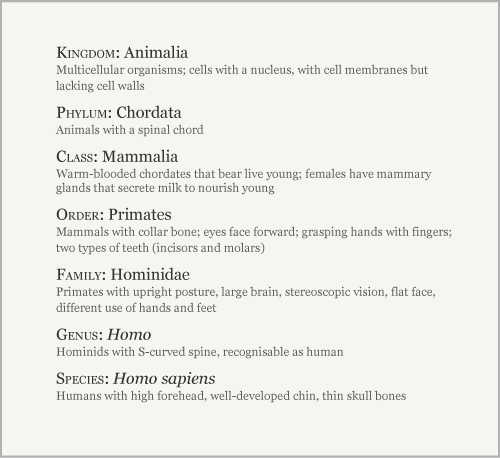 Kingdom: Animalia
Multicellular organisms; cells with a nucleus, with cell membranes but
lacking cell walls
Phylum: Chordata
Animals with a spinal chord
Class: Mammalia
Warm-blooded chordates that bear live young; females have mammary
glands that secrete milk to nourish young
Order: Primates
Mammals with collar bone; eyes face forward; grasping hands with fingers;
two types of teeth (incisors and molars)
Family: Hominidae
Primates with upright posture, large brain, stereoscopic vision, flat face,
different use of hands and feet
Genus: Homo
Hominids with S-curved spine, recognisable as human
Species: Homo sapiens
Humans with high forehead, well-developed chin, thin skull bones